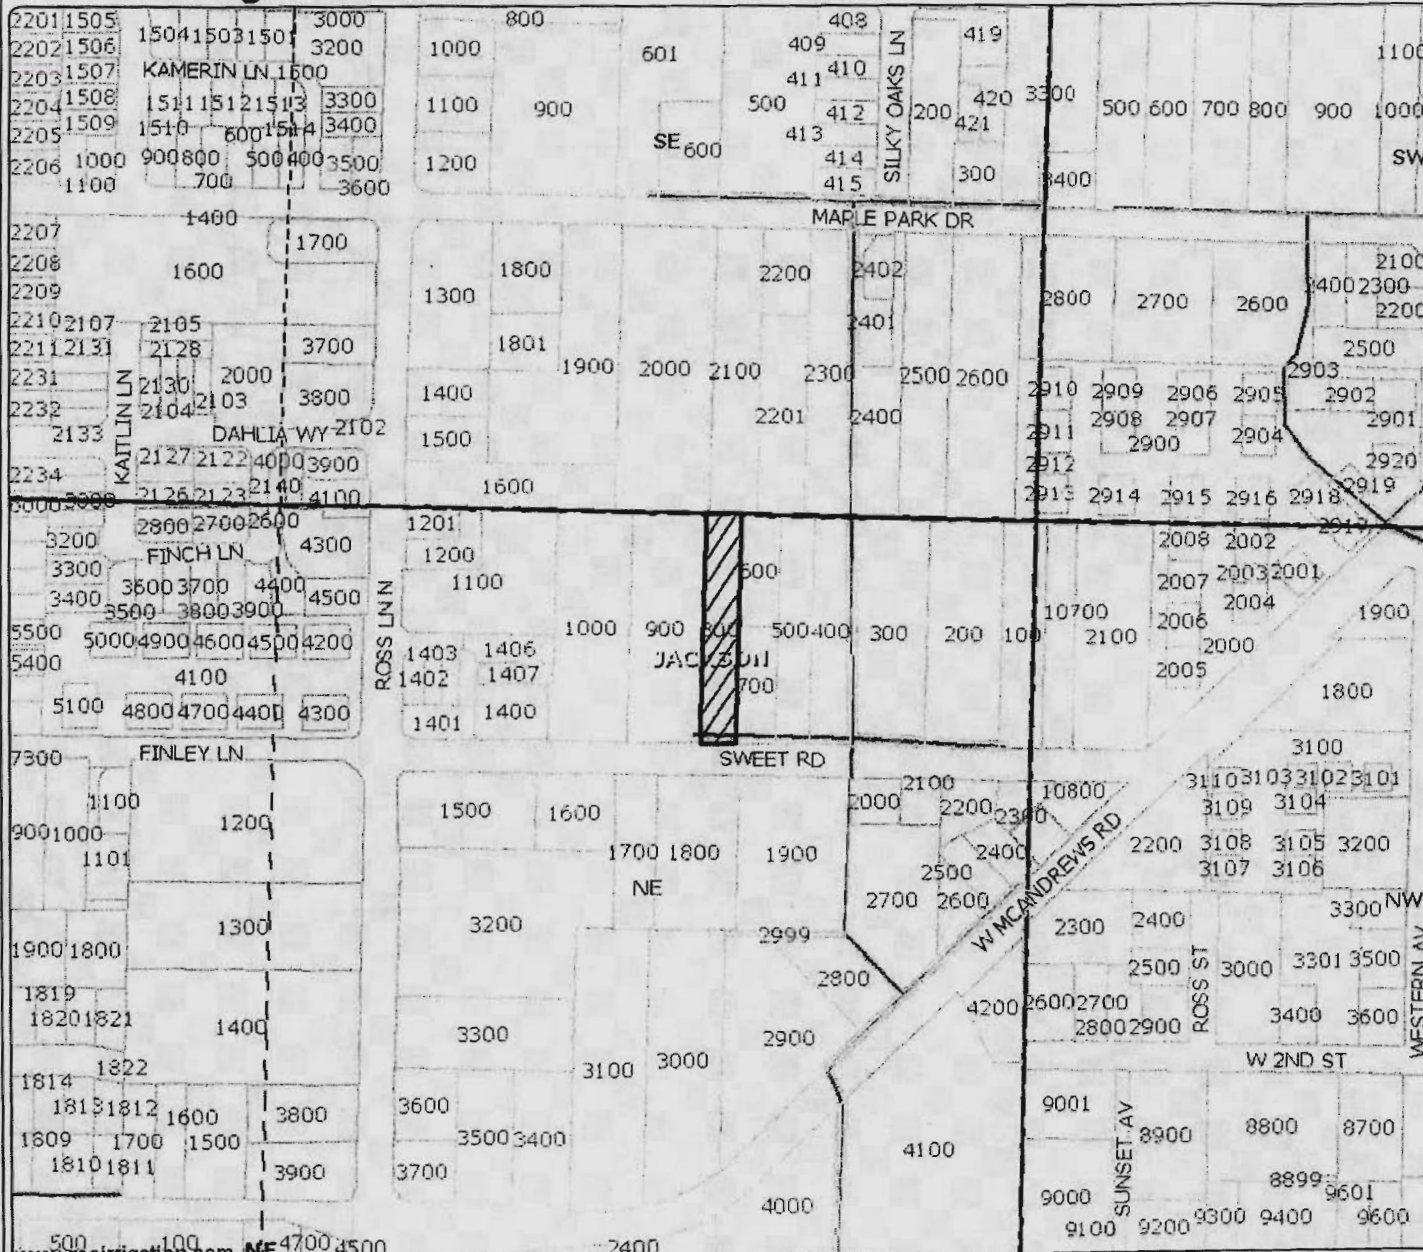 2201 1505 1504 1503 1501 3000 800 408 419
2202 1506 3200 1000 601 409 1100
2203 1507 KAMERIN LN 1600 411 410 SILKY OAKS LN
2204 1508 1511 1512 1513 3300 1100 900 500 412 200 420 3300 500 600 700 800 900 1000
2205 1509 1510 600 1514 3400 413 421
2206 1000 900 800 500 400 3500 1200 SE 600 414 SW
1100 700 3600 415 300 3400
1400 MAPLE PARK DR
2207 1700
2208 1600 1800 2200 2402 2100
2209 1300 2800 2700 2600 2400 2300
2210 2107 2105 2401 2200
2211 2131 2128 3700 1801 2500
2231 2130 2000 1900 2000 2100 2300 2500 2600 2903
2232 KAITLIN LN 2104 2103 3800 1400 2910 2909 2906 2905 2902
2133 DAHLIA WY 2102 1500 2201 2400 2911 2908 2907 2904 2901
2127 2122 4000 3900 2912 2900 2920
2234 2126 2123 2140 4100 1600 2913 2914 2915 2916 2918 2919
3000 3000
2800 2700 2600 1201
3200 FINCH LN 4300 1200 2008 2002
3300 3600 3700 4400 4500 ROSS LN N 1100 600 2007 2003 2001
3400 3500 3800 3900 10700 2006 2004 1900
5500 5000 4900 4600 4500 4200 1000 900 800 500 400 300 200 100 2100 2000
5400 4100 1403 1406 JACKSON 2005
1402 1407 700 1800
5100 4800 4700 4400 4300 1401 1400
7300 FINLEY LN SWEET RD 3100
1100 2100 10800 3110 3103 3102 3101
900 1000 1200 1500 1600 2000 2200 2300 3109 3104
1101 1700 1800 1900 2400 W MCANDREWS RD 2200 3108 3105 3200
NE 2500 3107 3106
2700 2600 NW
1300 3200 2999 2300 2400 3300
1900 1800 2800 2500 ROSS ST 3000 3301 3500 WESTERN AV
1819 4200 2600 2700
1820 1821 1400 3300 2900 2800 2900 3400 3600
1822 3100 3000 W 2ND ST
1814
1813 1812 1600 3800 3600 9001 SUNSET AV
1809 1700 1500 3500 3400 8900 8800 8700
1810 1811 3900 3700 4100
4000 9000 8899 9601
9100 9200 9300 9400 9600
500 100 NE 4700 4500 2400